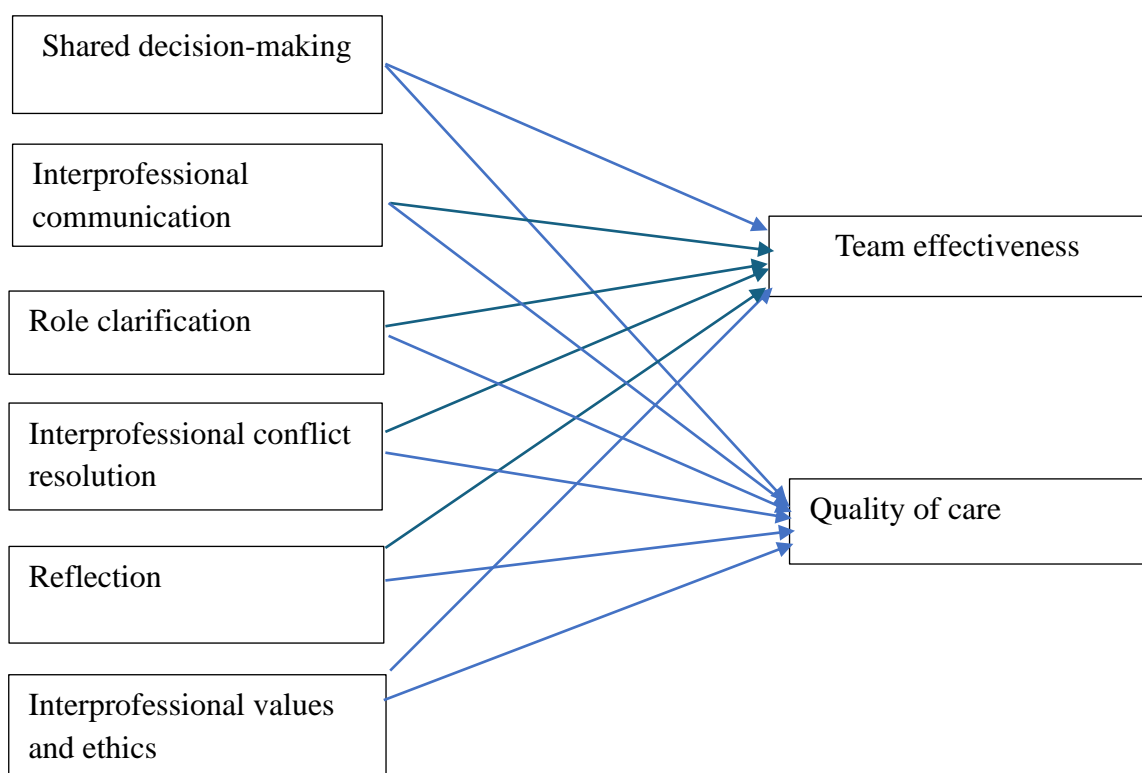 Shared decision-making
Interprofessional
communication
Role clarification
Interprofessional conflict
resolution
Reflection
Interprofessional values
and ethics
Team effectiveness
Quality of care